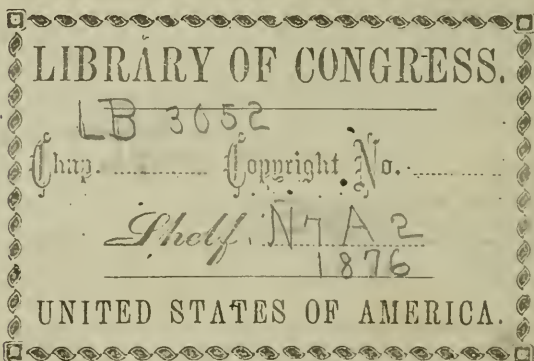 LIBRARY OF CONGRESS.
LB 3052
Chap. .............. Copyright No. ..............
Shelf. N7 A2
1876
UNITED STATES OF AMERICA.